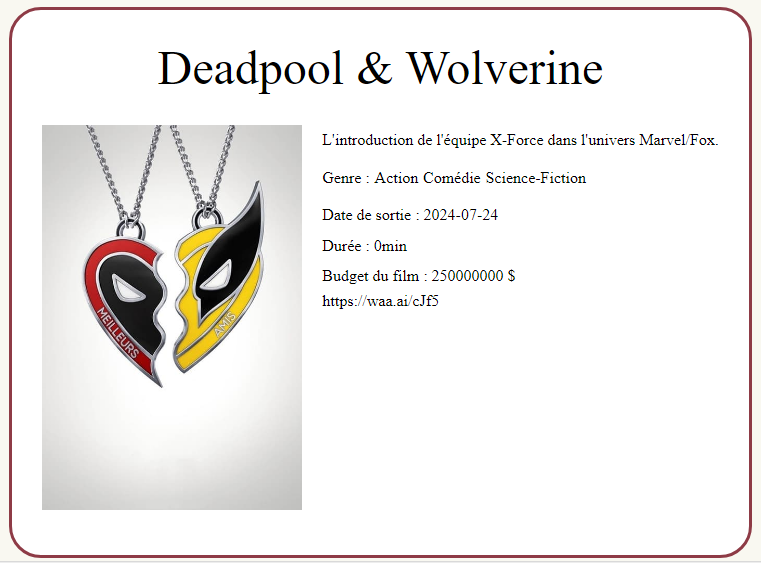 Deadpool & Wolverine
MEILLEURS
AMIS
L'introduction de l'équipe X-Force dans l'univers Marvel/Fox.
Genre : Action Comédie Science-Fiction
Date de sortie : 2024-07-24
Durée : 0min
Budget du film : 250000000 $
https://waa.ai/cJf5